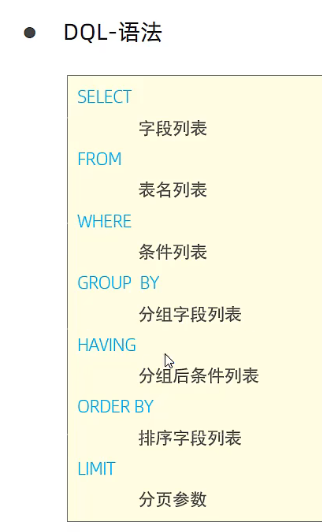 DQL-语法
SELECT
字段列表
FROM
表名列表
WHERE
条件列表
GROUP BY
分组字段列表
HAVING
分组后条件列表
ORDER BY
排序字段列表
LIMIT
分页参数